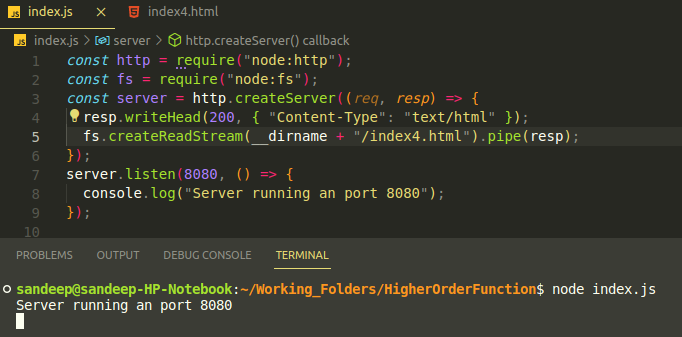 index.js index4.html
index.js > server > http.createServer() callback
1 const http = require("node:http");
2 const fs = require("node:fs");
3 const server = http.createServer((req, resp) => {
4 resp.writeHead(200, { "Content-Type": "text/html" });
5 fs.createReadStream(__dirname + "/index4.html").pipe(resp);
6 });
7 server.listen(8080, () => {
8 console.log("Server running an port 8080");
9 });
10
PROBLEMS OUTPUT DEBUG CONSOLE TERMINAL
sandeep@sandeep-HP-Notebook:~/Working_Folders/HigherOrderFunction$ node index.js
Server running an port 8080